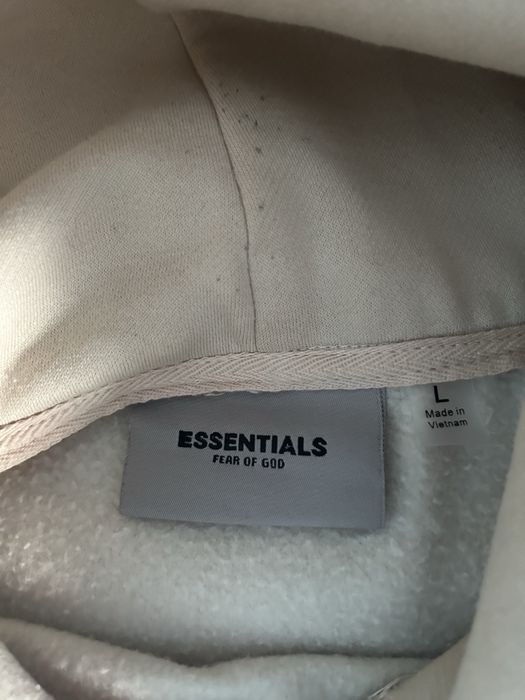 ESSENTIALS
FEAR OF GOD
L
Made in
Vietnam